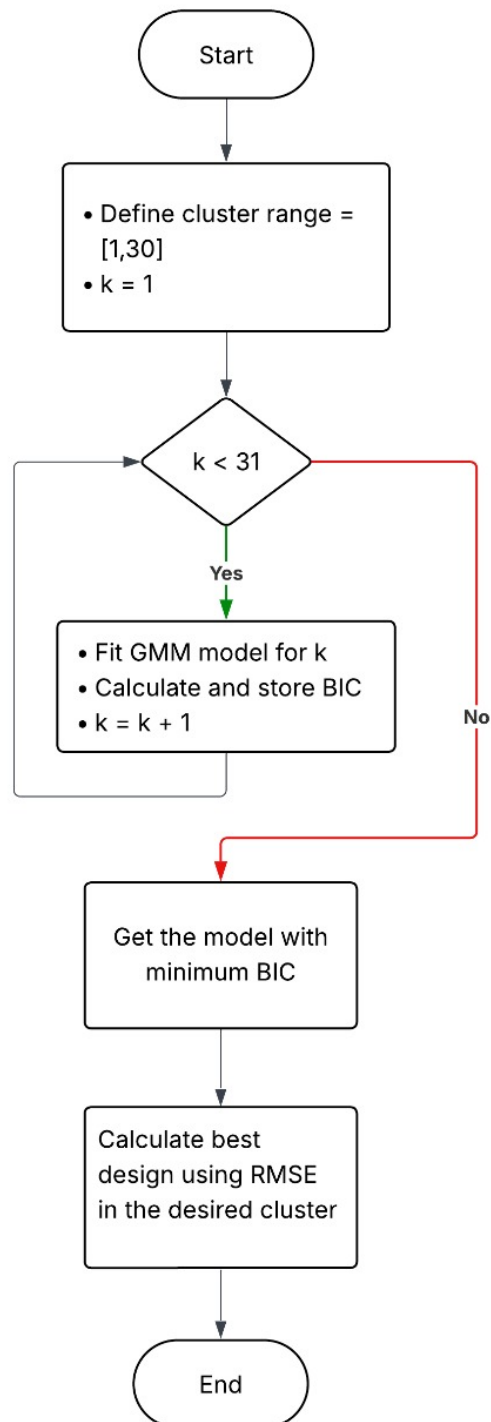 Start
• Define cluster range =
[1,30]
• k = 1
k < 31
Yes
• Fit GMM model for k
• Calculate and store BIC
• k = k + 1
No
Get the model with
minimum BIC
Calculate best
design using RMSE
in the desired cluster
End